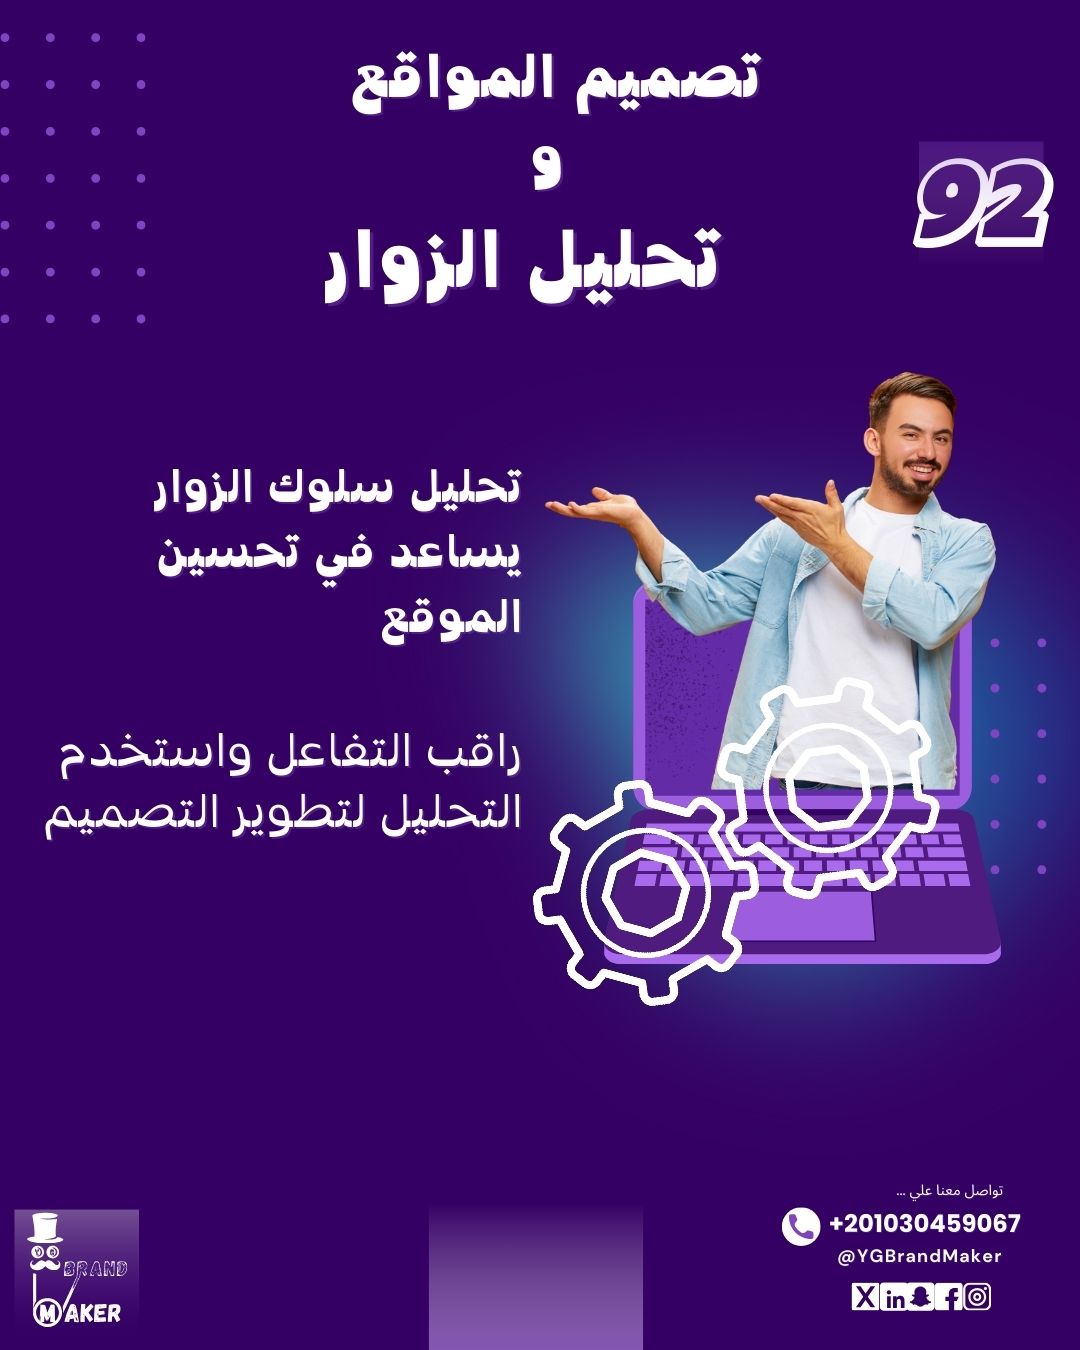 تصميم المواقع
و
تحليل الزوار
92
تحليل سلوك الزوار
يساعد في تحسين
الموقع
راقب التفاعل واستخدم
التحليل لتطوير التصميم
تواصل معنا علي ...
+201030459067
@YGBrandMaker
BRAND
MAKER